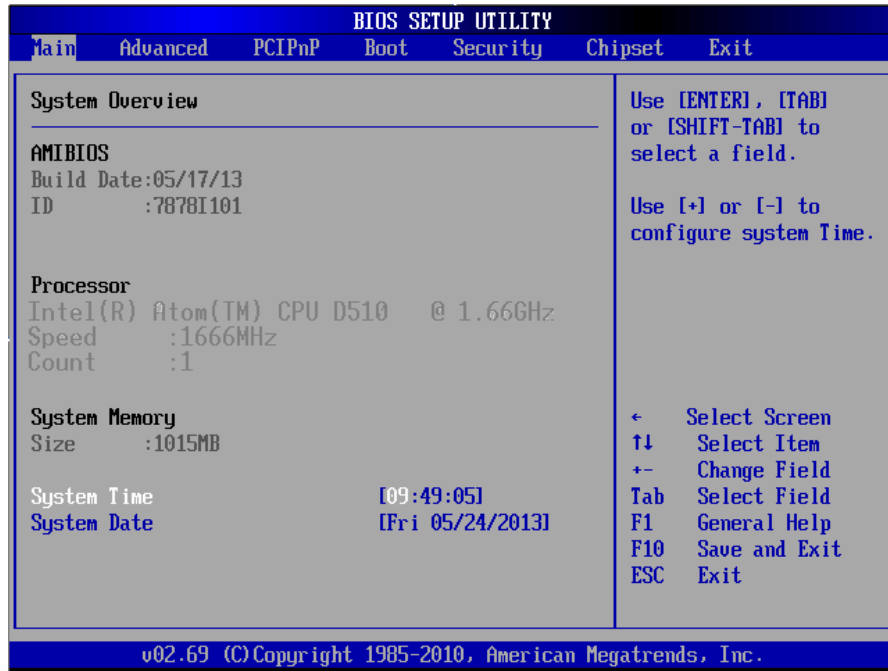 BIOS SETUP UTILITY
Main Advanced PCIPnP Boot Security Chipset Exit
System Overview
AMIBIOS
Build Date:05/17/13
ID :7878I101
Processor
Intel(R) Atom(TM) CPU D510 @ 1.66GHz
Speed :1666MHz
Count :1
System Memory
Size :1015MB
System Time [09:49:05]
System Date [Fri 05/24/2013]
Use [ENTER], [TAB]
or [SHIFT-TAB] to
select a field.
Use [+] or [-] to
configure system Time.
← Select Screen
↑↓ Select Item
+- Change Field
Tab Select Field
F1 General Help
F10 Save and Exit
ESC Exit
v02.69 (C)Copyright 1985-2010, American Megatrends, Inc.